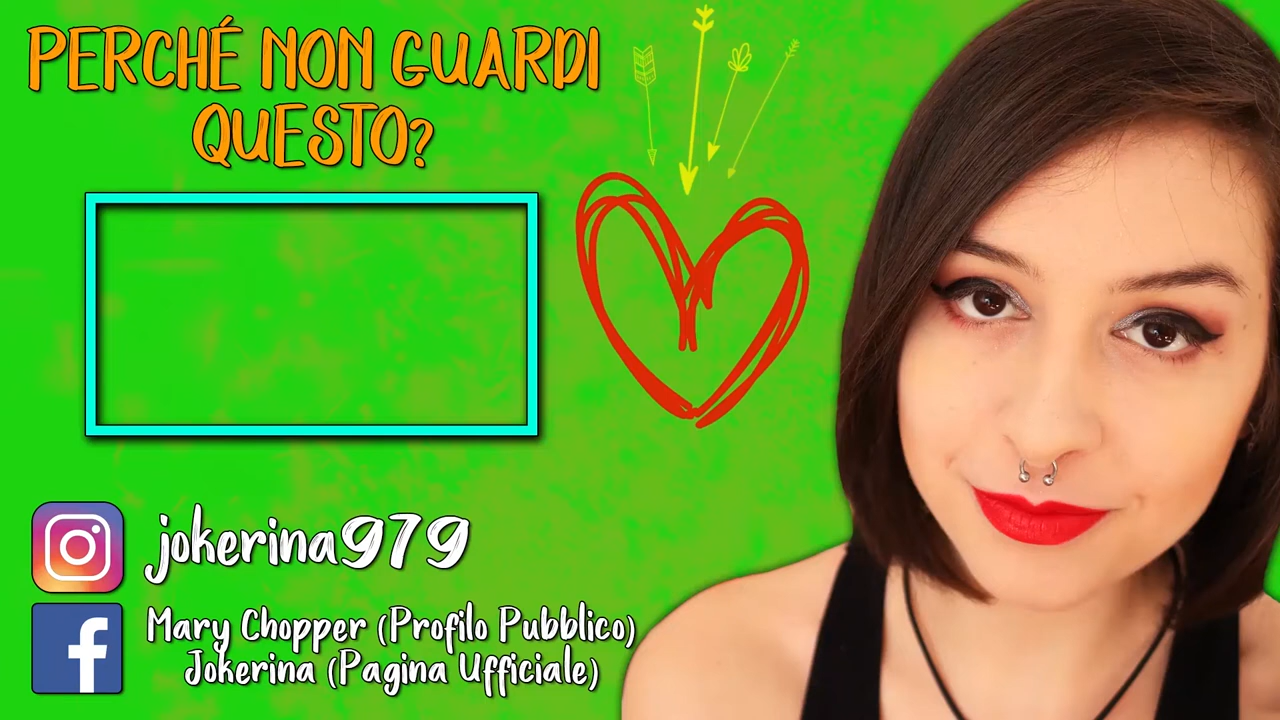 PERCHÉ NON GUARDI
QUESTO?
jokerina979
Mary Chopper (Profilo Pubblico)
Jokerina (Pagina Ufficiale)